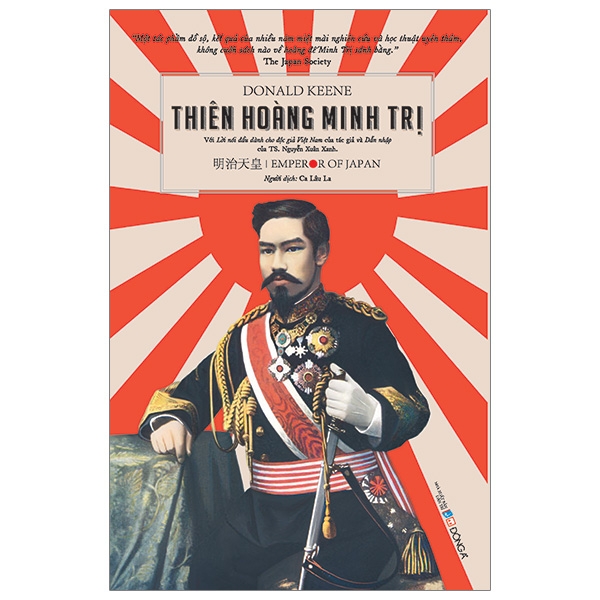 "Một tác phẩm đồ sộ, kết quả của nhiều năm miệt mài nghiên cứu và học thuật uyên thâm,
không cuốn sách nào về hoàng đế Minh Trị sánh bằng."
The Japan Society
DONALD KEENE
THIÊN HOÀNG MINH TRỊ
Với Lời nói đầu dành cho độc giả Việt Nam của tác giả và Dẫn nhập
của TS. Nguyễn Xuân Xanh.
明治天皇 | EMPEROR OF JAPAN
Người dịch: Ca Lâu La
ĐÔNG A